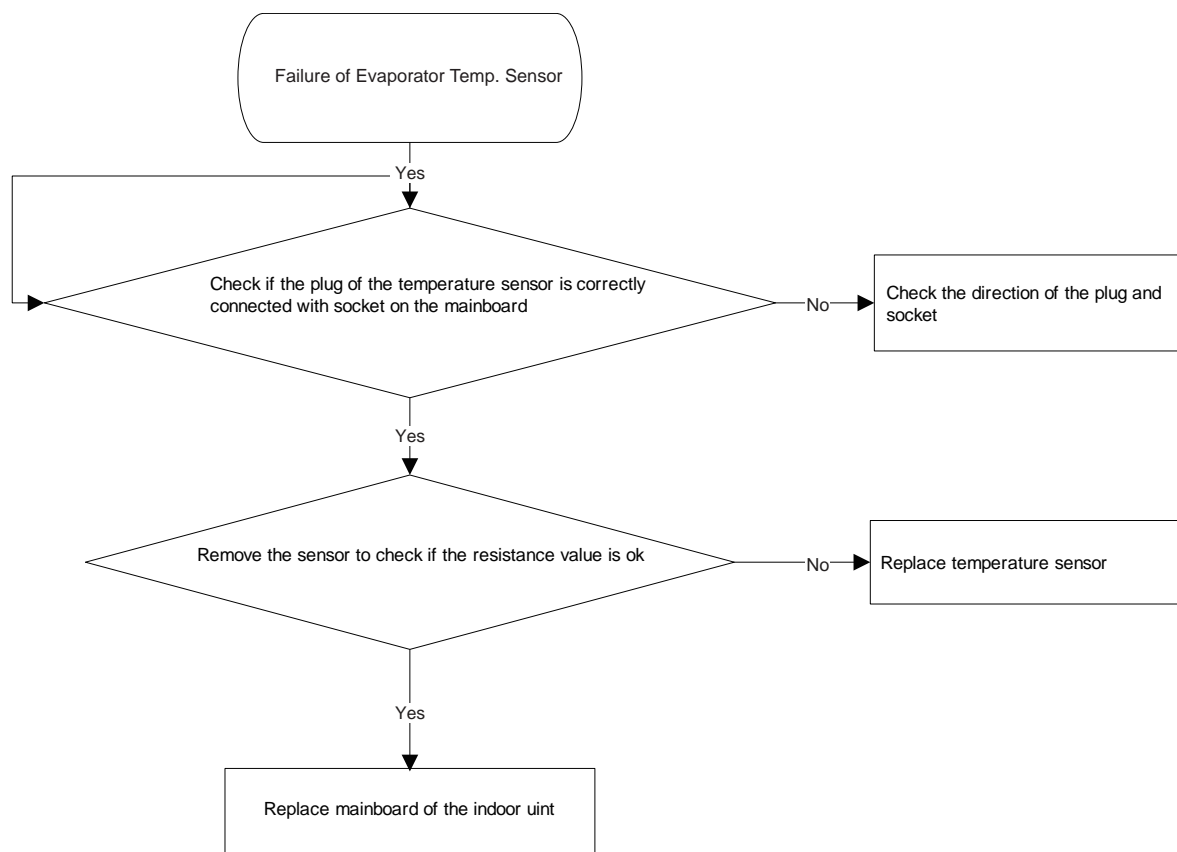 Failure of Evaporator Temp. Sensor
Yes
Check if the plug of the temperature sensor is correctly
connected with socket on the mainboard
No
Check the direction of the plug and
socket
Yes
Remove the sensor to check if the resistance value is ok
No
Replace temperature sensor
Yes
Replace mainboard of the indoor uint